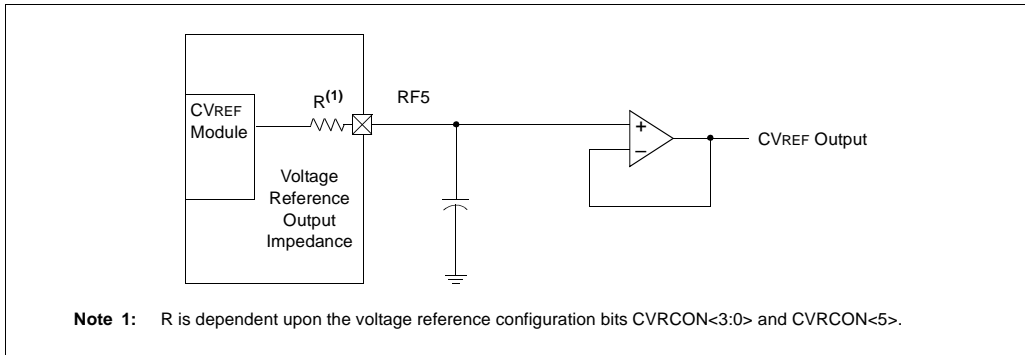 CVREF
Module
R(1)
RF5
Voltage
Reference
Output
Impedance
+
–
CVREF Output
Note 1: R is dependent upon the voltage reference configuration bits CVRCON<3:0> and CVRCON<5>.